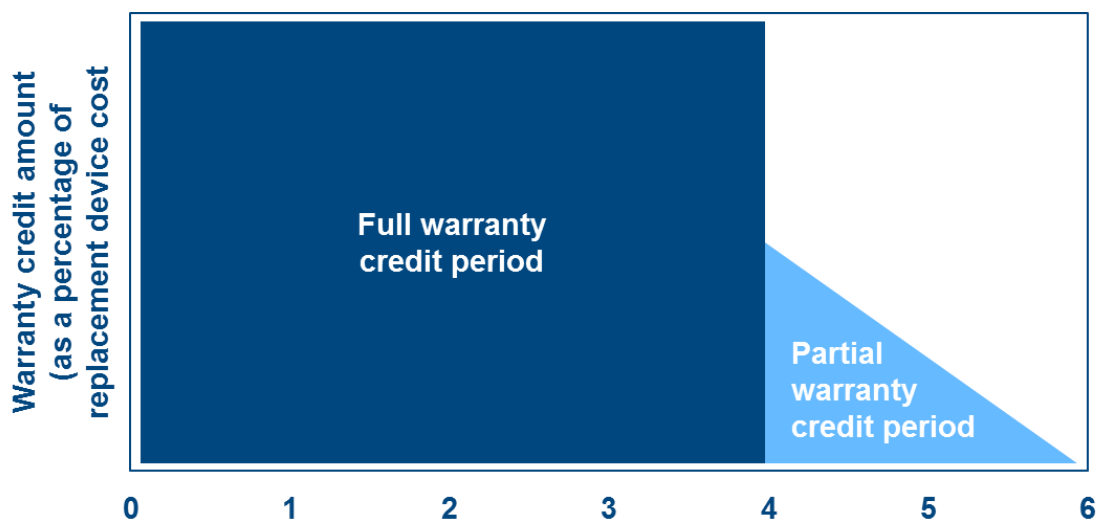 Warranty credit amount
(as a percentage of
replacement device cost
Full warranty
credit period
Partial
warranty
credit period
0 1 2 3 4 5 6